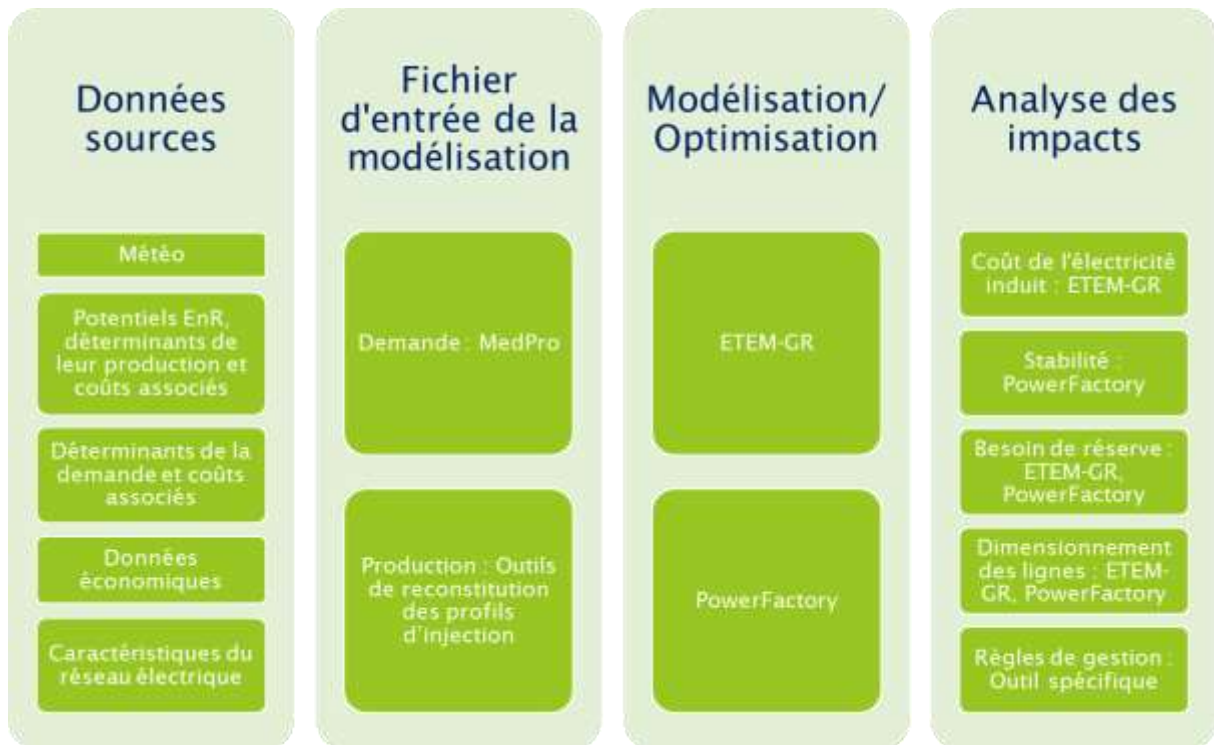 Données
sources
Météo
Potentiels EnR,
déterminants de
leur production et
coûts associés
Déterminants de la
demande et coûts
associés
Données
économiques
Caractéristiques du
réseau électrique
Fichier
d'entrée de la
modélisation
Demande : MedPro
Production : Outils
de reconstitution
des profils
d'injection
Modélisation/
Optimisation
ETEM-GR
PowerFactory
Analyse des
impacts
Coût de l'électricité
induit : ETEM-GR
Stabilité :
PowerFactory
Besoin de réserve :
ETEM-GR,
PowerFactory
Dimensionnement
des lignes : ETEM-
GR, PowerFactory
Règles de gestion :
Outil spécifique